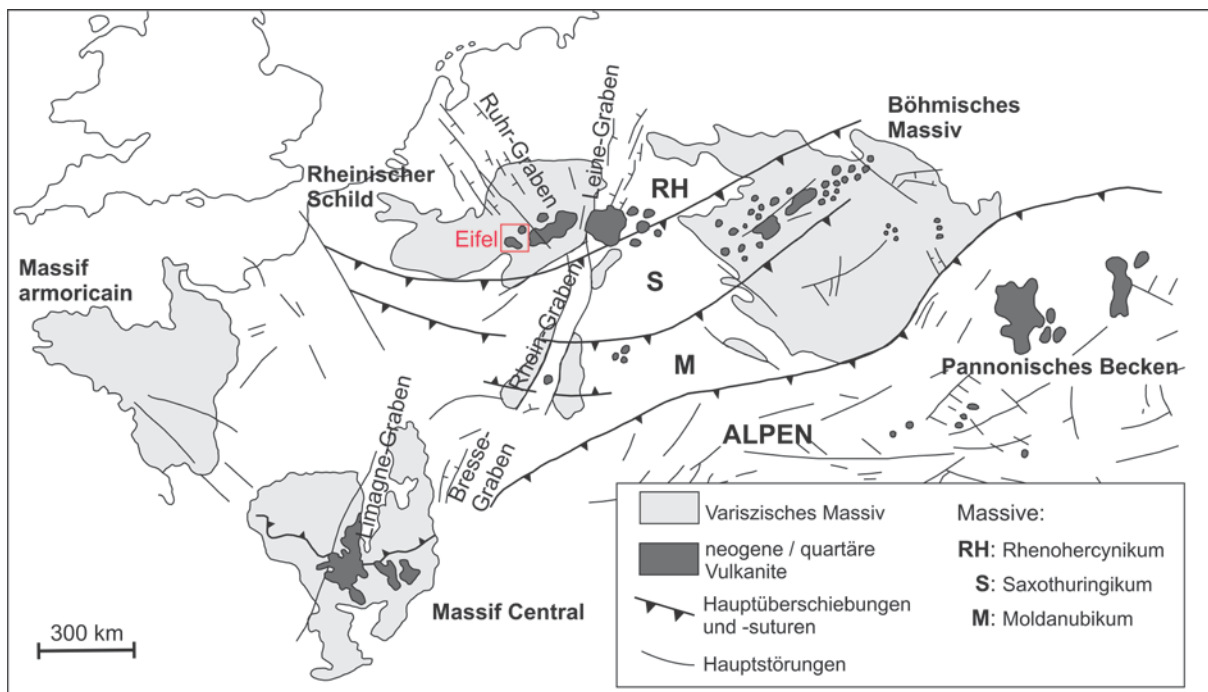 Böhmisches
Massiv
Ruhr-Graben
Leine-Graben
Rheinischer
Schild
RH
Eifel
Massif
armoricain
S
Rhein-Graben
M
Pannonisches Becken
Limagne-Graben
ALPEN
Bresse-
Graben
Massif Central
300 km
Variszisches Massiv
neogene / quartäre
Vulkanite
Hauptüberschiebungen
und -suturen
Hauptstörungen
Massive:
RH: Rhenohercynikum
S: Saxothuringikum
M: Moldanubikum